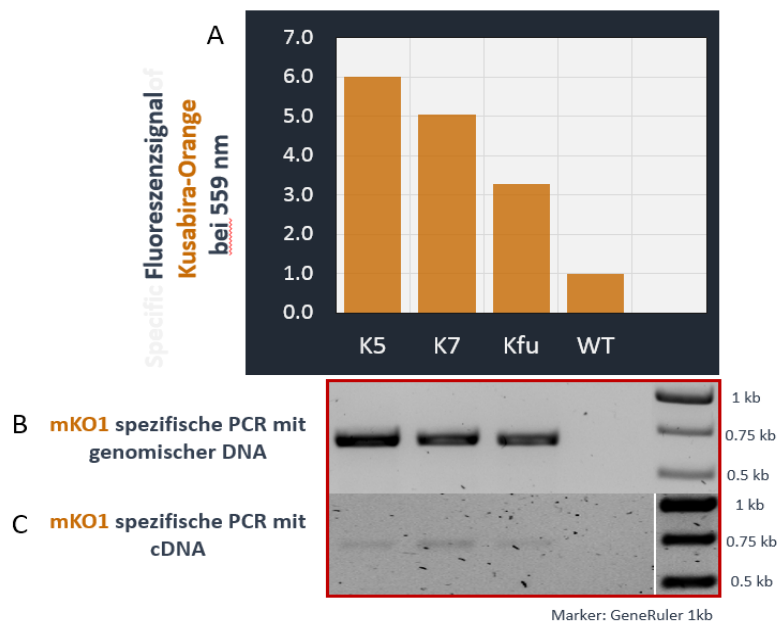 A
Specific Fluoreszenzsignal of
Kusabira-Orange
bei 559 nm
7.0
6.0
5.0
4.0
3.0
2.0
1.0
0.0
K5 K7 Kfu WT
B mKO1 spezifische PCR mit
genomischer DNA
1 kb
0.75 kb
0.5 kb
C mKO1 spezifische PCR mit
cDNA
1 kb
0.75 kb
0.5 kb
Marker: GeneRuler 1kb